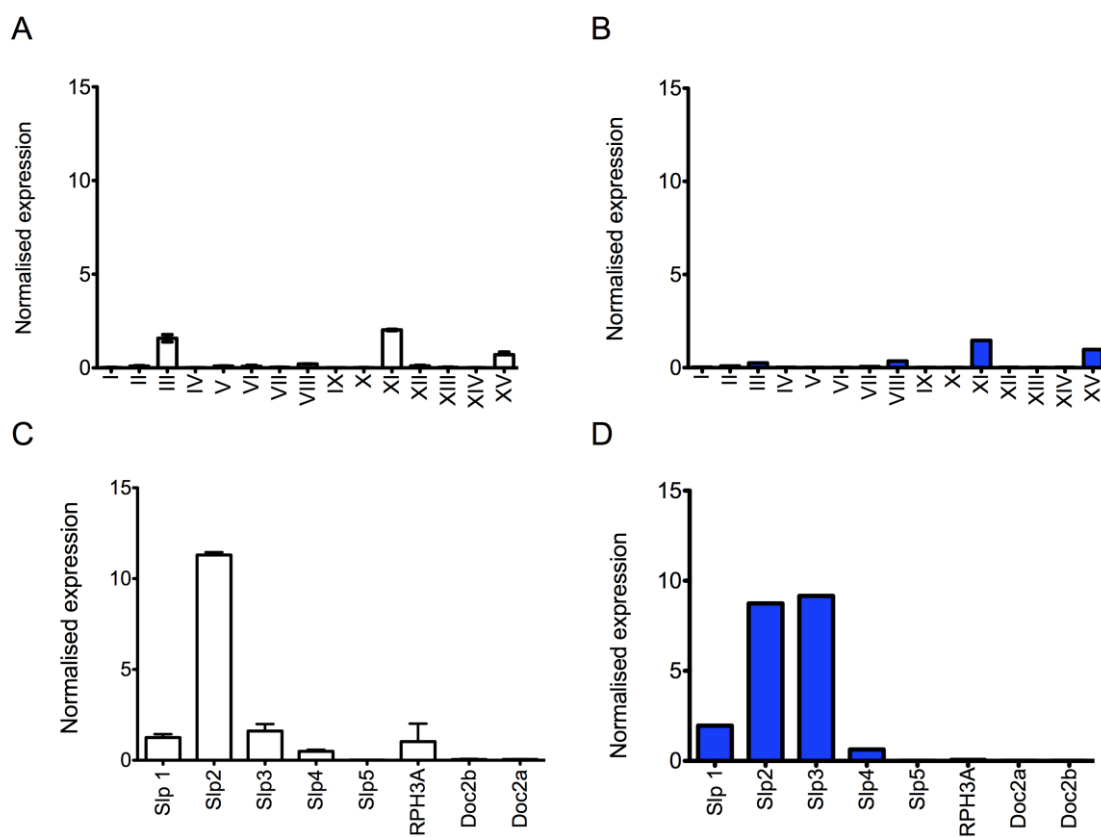 A
Normalised expression
15
10
5
0
I II III IV V VI VII VIII IX X XI XII XIII XIV XV
B
Normalised expression
15
10
5
0
I II III IV V VI VII VIII IX X XI XII XIII XIV XV
C
Normalised expression
15
10
5
0
Slp 1 Slp2 Slp3 Slp4 Slp5 RPH3A Doc2b Doc2a
D
Normalised expression
15
10
5
0
Slp 1 Slp2 Slp3 Slp4 Slp5 RPH3A Doc2a Doc2b